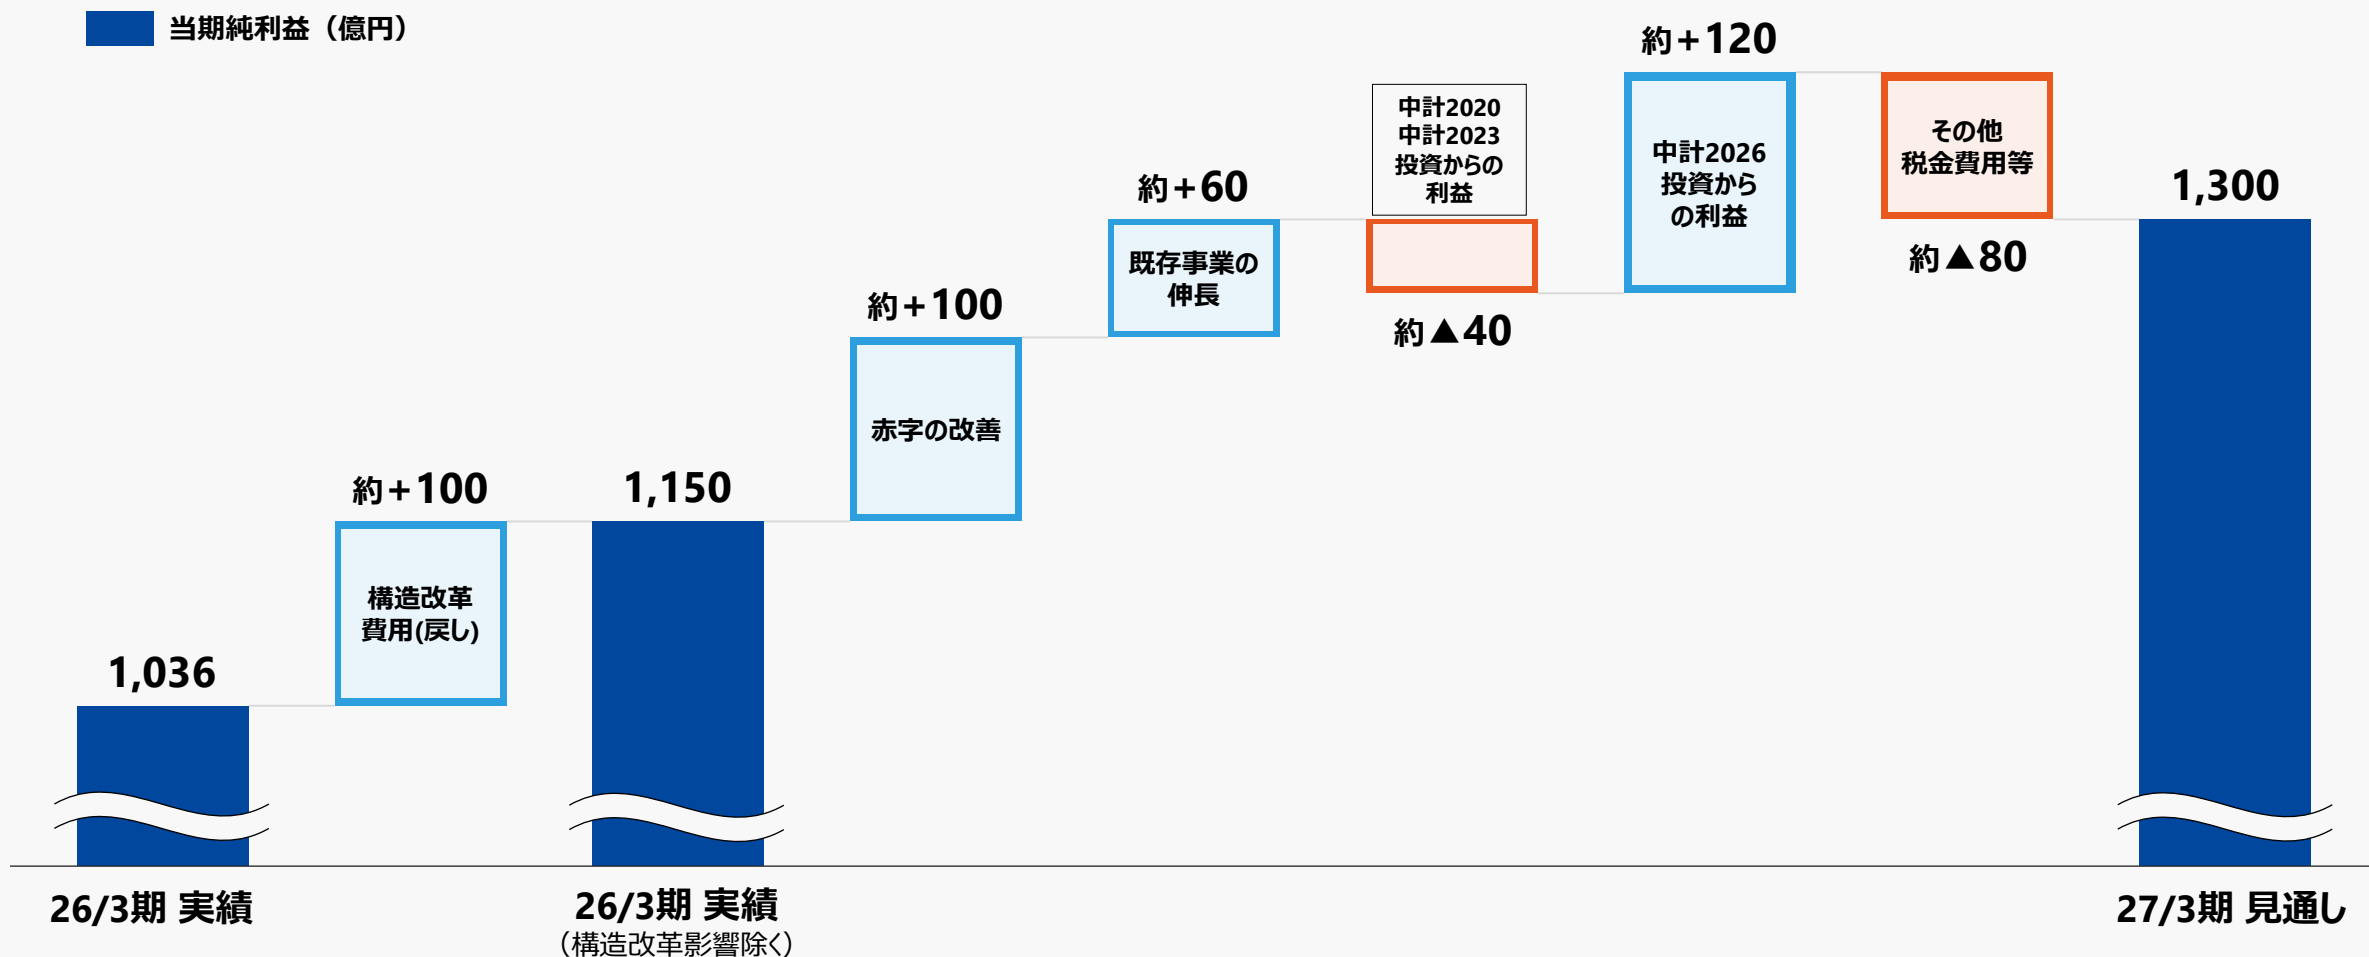 当期純利益（億円）
1,036
約+100
構造改革
費用(戻し)
1,150
約+100
赤字の改善
約+60
既存事業の
伸長
中計2020
中計2023
投資からの
利益
約▲40
約+120
中計2026
投資から
の利益
その他
税金費用等
約▲80
1,300
26/3期 実績
26/3期 実績
（構造改革影響除く）
27/3期 見通し